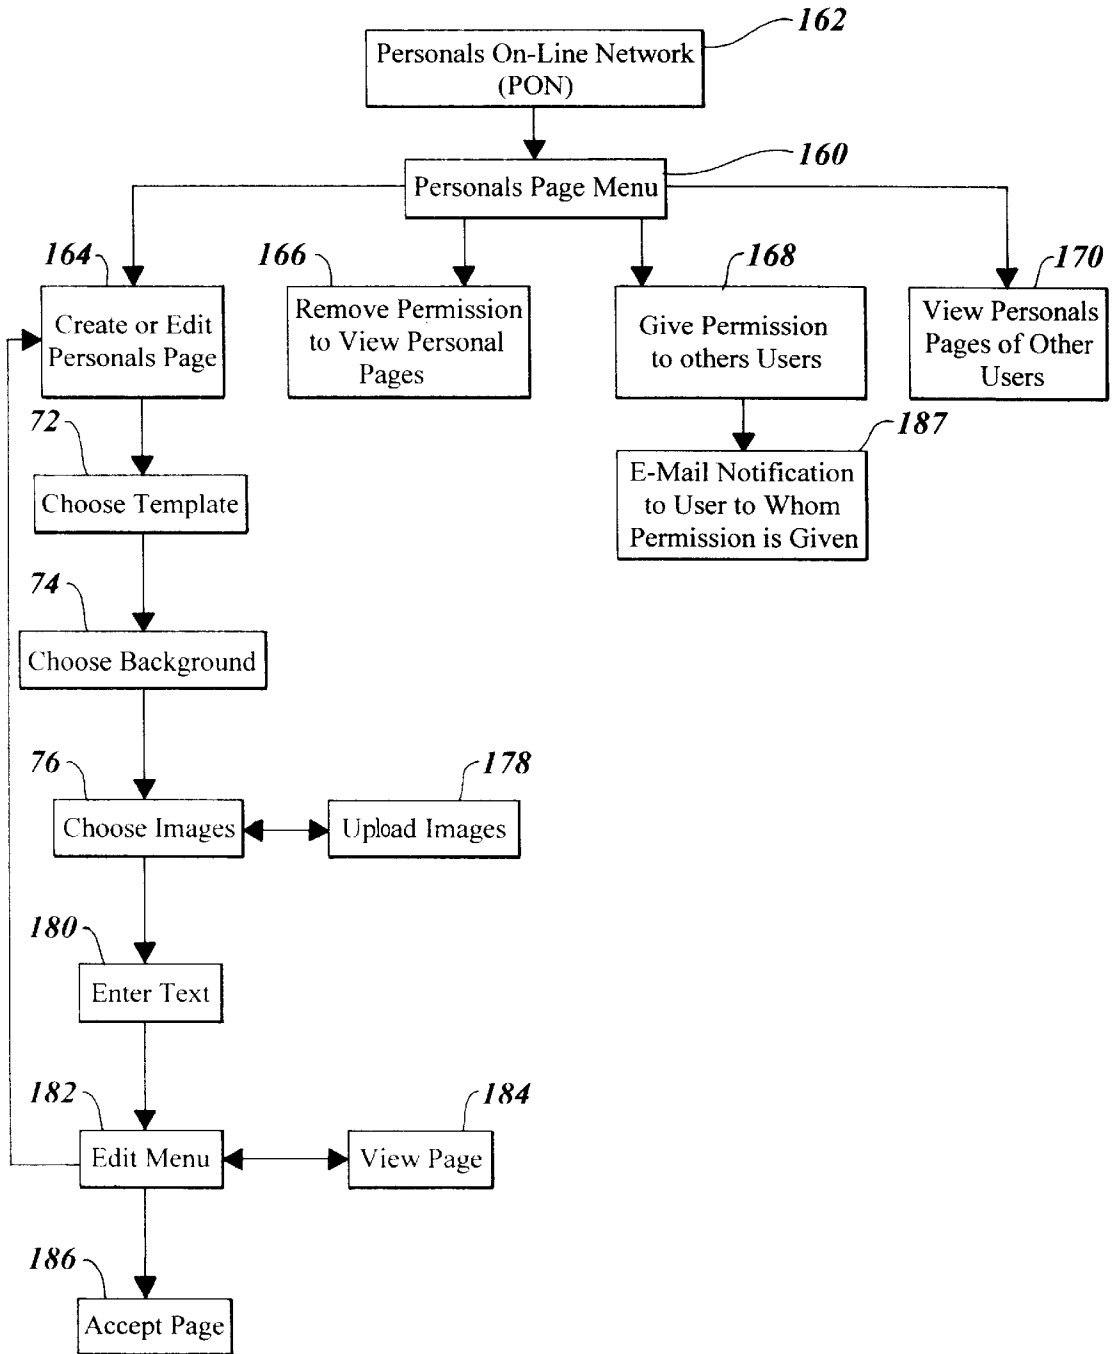 162
Personals On-Line Network
(PON)
160
Personals Page Menu
164
Create or Edit
Personals Page
166
Remove Permission
to View Personal
Pages
168
Give Permission
to others Users
170
View Personals
Pages of Other
Users
187
E-Mail Notification
to User to Whom
Permission is Given
72
Choose Template
74
Choose Background
76
Choose Images
178
Upload Images
180
Enter Text
182
Edit Menu
184
View Page
186
Accept Page